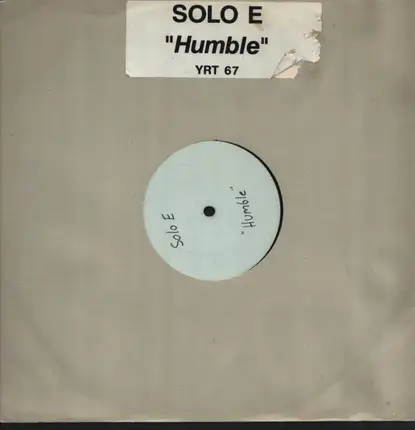 SOLO E
"Humble"
YRT 67
Solo E
"Humble"